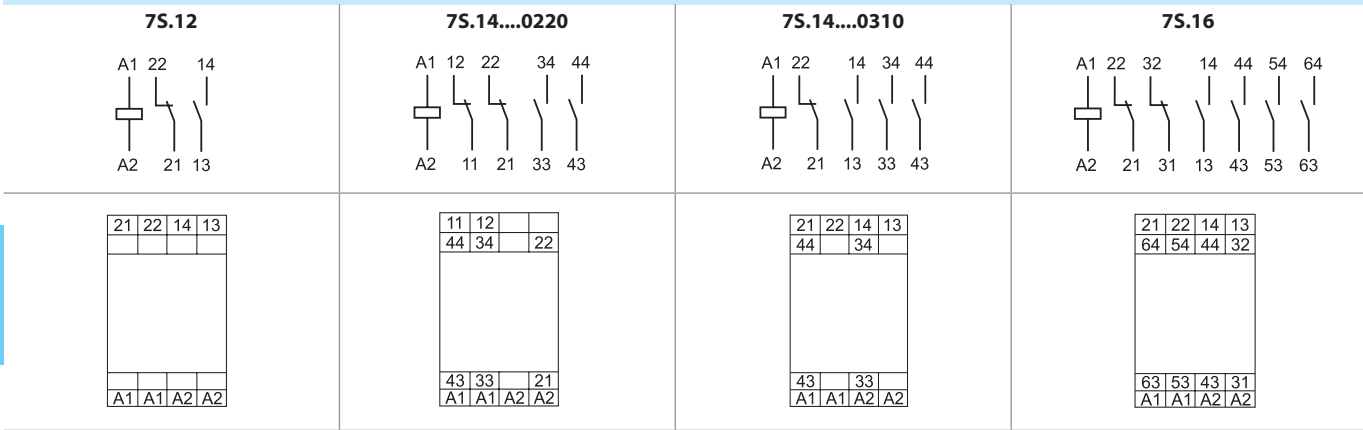 7S.12
A1 22 14
A2 21 13
21 22 14 13
A1 A1 A2 A2
7S.14....0220
A1 12 22 34 44
A2 11 21 33 43
11 12
44 34 22
43 33 21
A1 A1 A2 A2
7S.14....0310
A1 22 14 34 44
A2 21 13 33 43
21 22 14 13
44 34
43 33
A1 A1 A2 A2
7S.16
A1 22 32 14 44 54 64
A2 21 31 13 43 53 63
21 22 14 13
64 54 44 32
63 53 43 31
A1 A1 A2 A2